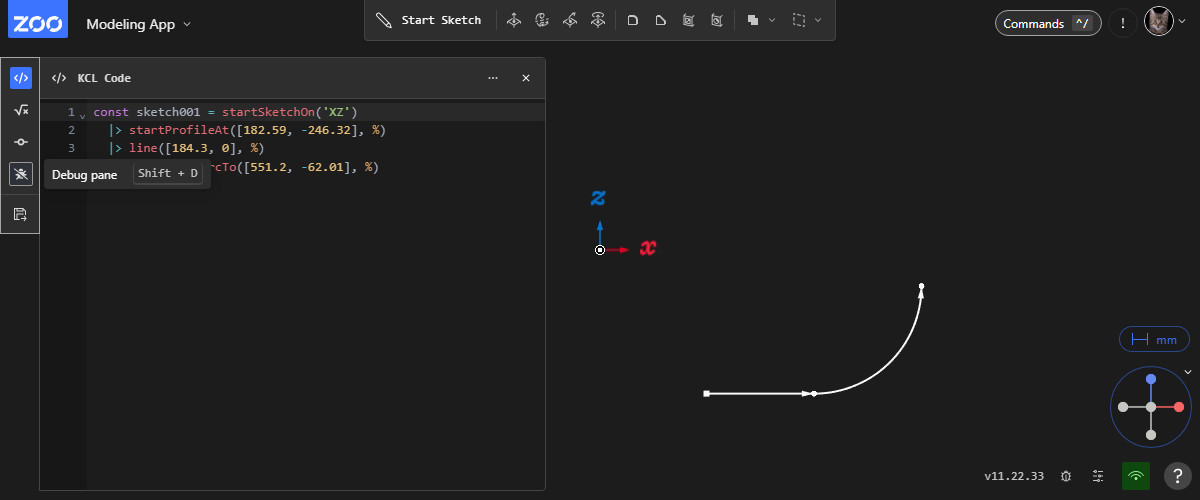 ZOO
Modeling App
Start Sketch
Commands ^/
!
</> KCL Code
1 const sketch001 = startSketchOn('XZ')
2 |> startProfileAt([182.59, -246.32], %)
3 |> line([184.3, 0], %)
rcTo([551.2, -62.01], %)
Debug pane Shift + D
z
x
mm
v11.22.33
?